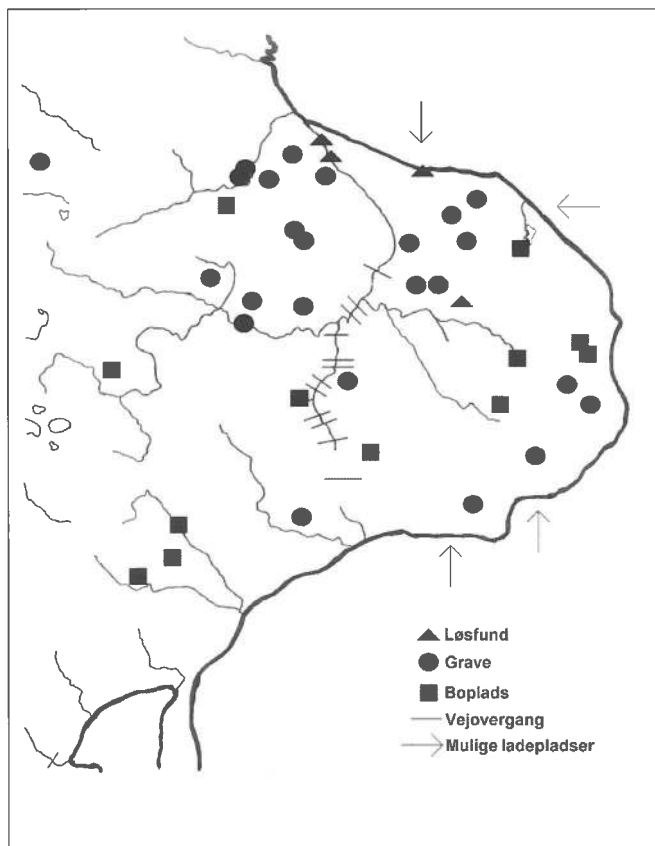 Løsfund
Grave
Boplads
Vejovergang
Mulige ladepladser